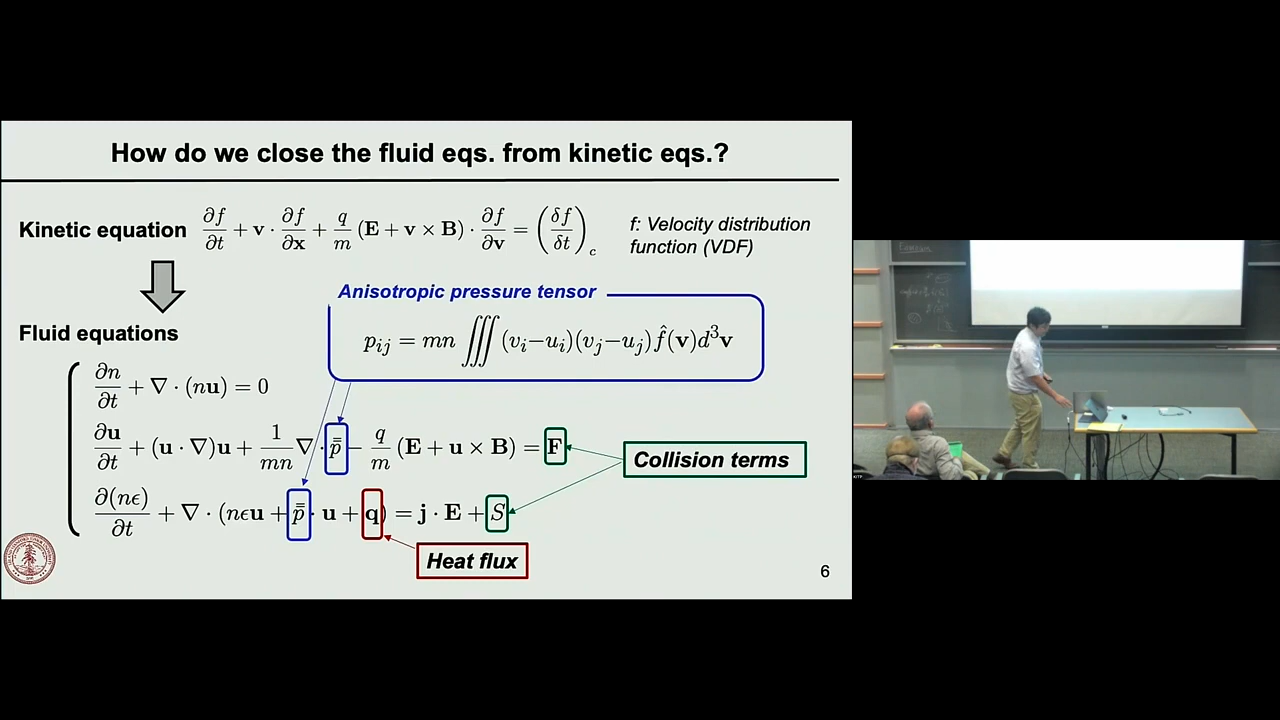 How do we close the fluid eqs. from kinetic eqs.?
Kinetic equation ∂f/∂t + v · ∂f/∂x + q/m (E + v × B) · ∂f/∂v = (δf/δt)_c
f: Velocity distribution
function (VDF)
Anisotropic pressure tensor
Fluid equations
p_ij = mn ∭ (v_i−u_i)(v_j−u_j) f̂(v)d³v
∂n/∂t + ∇ · (nu) = 0
∂u/∂t + (u · ∇)u + 1/mn ∇ · p̿ − q/m (E + u × B) = F
Collision terms
∂(nϵ)/∂t + ∇ · (nϵu + p̿ · u + q) = j · E + S
Heat flux
6